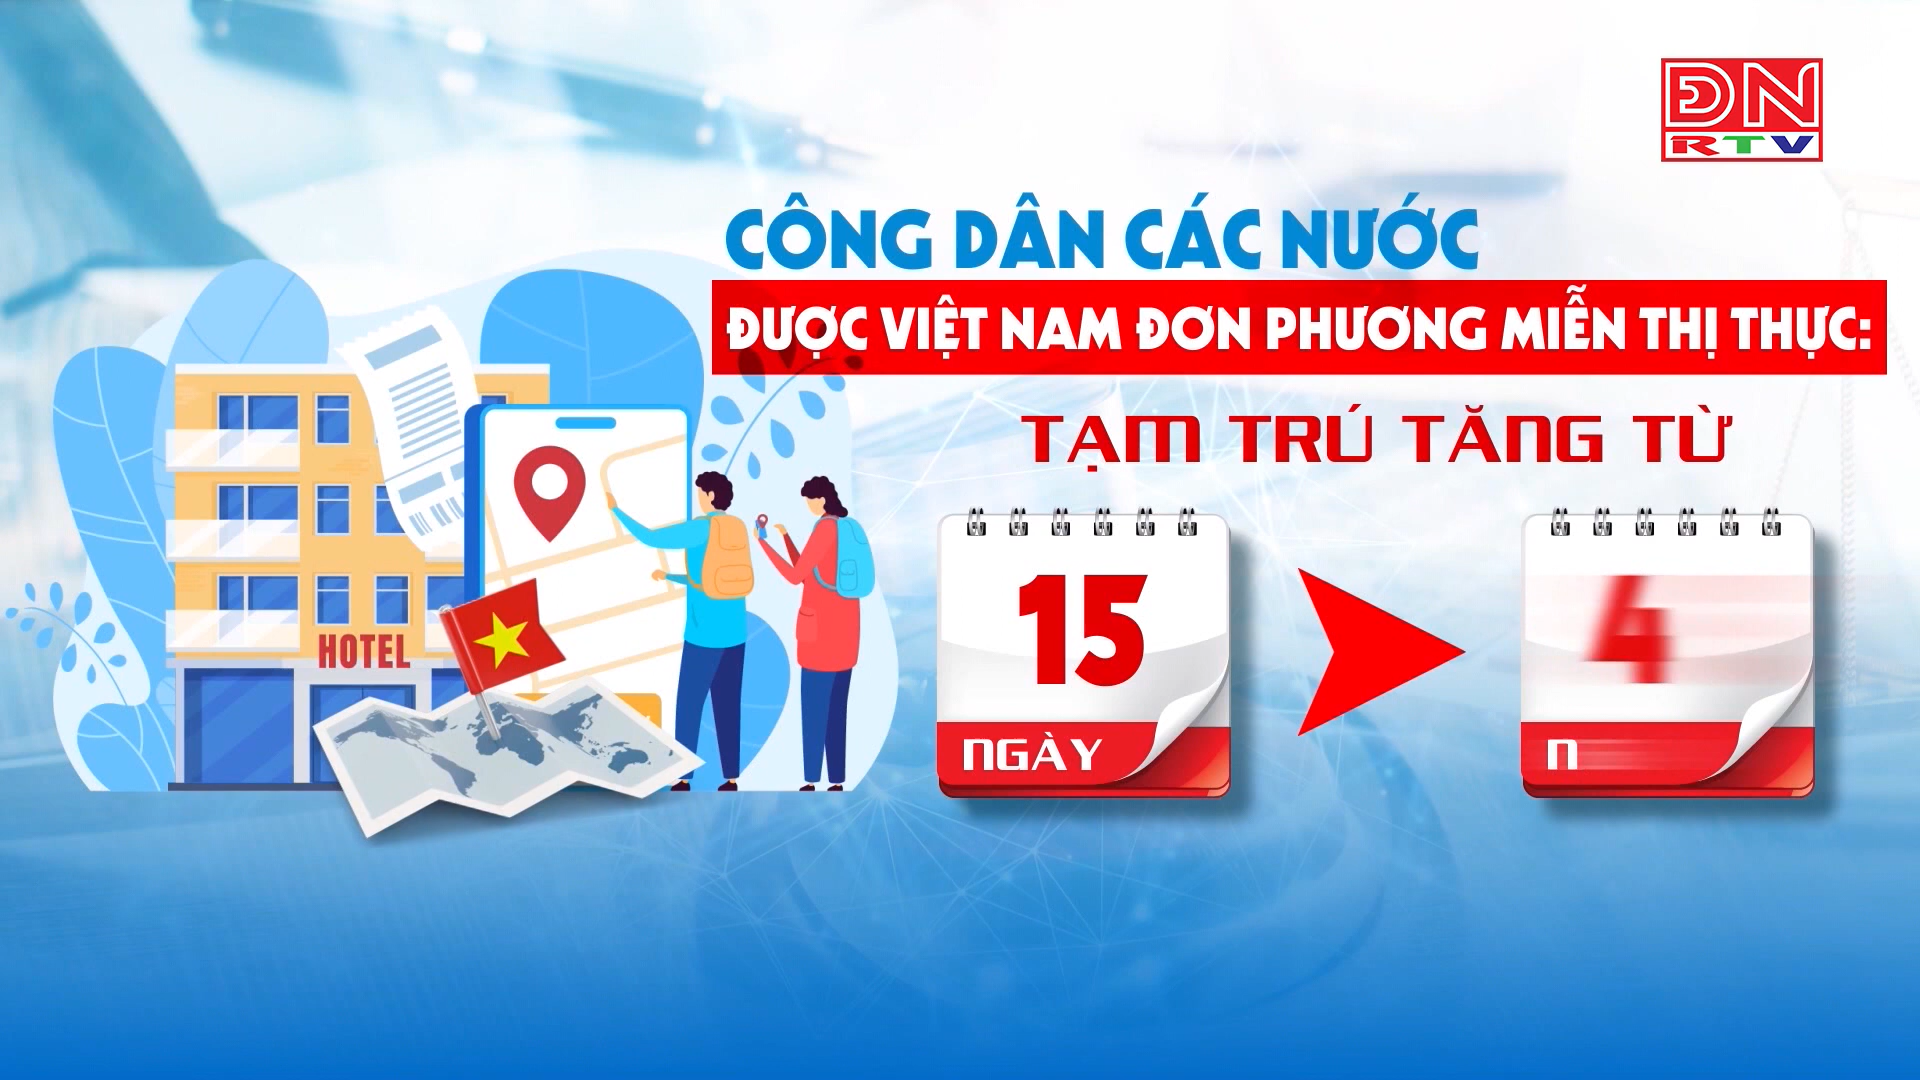 ĐN
RTV
CÔNG DÂN CÁC NƯỚC
ĐƯỢC VIỆT NAM ĐƠN PHƯƠNG MIỄN THỊ THỰC:
TẠM TRÚ TĂNG TỪ
15
NGÀY
4
N
HOTEL